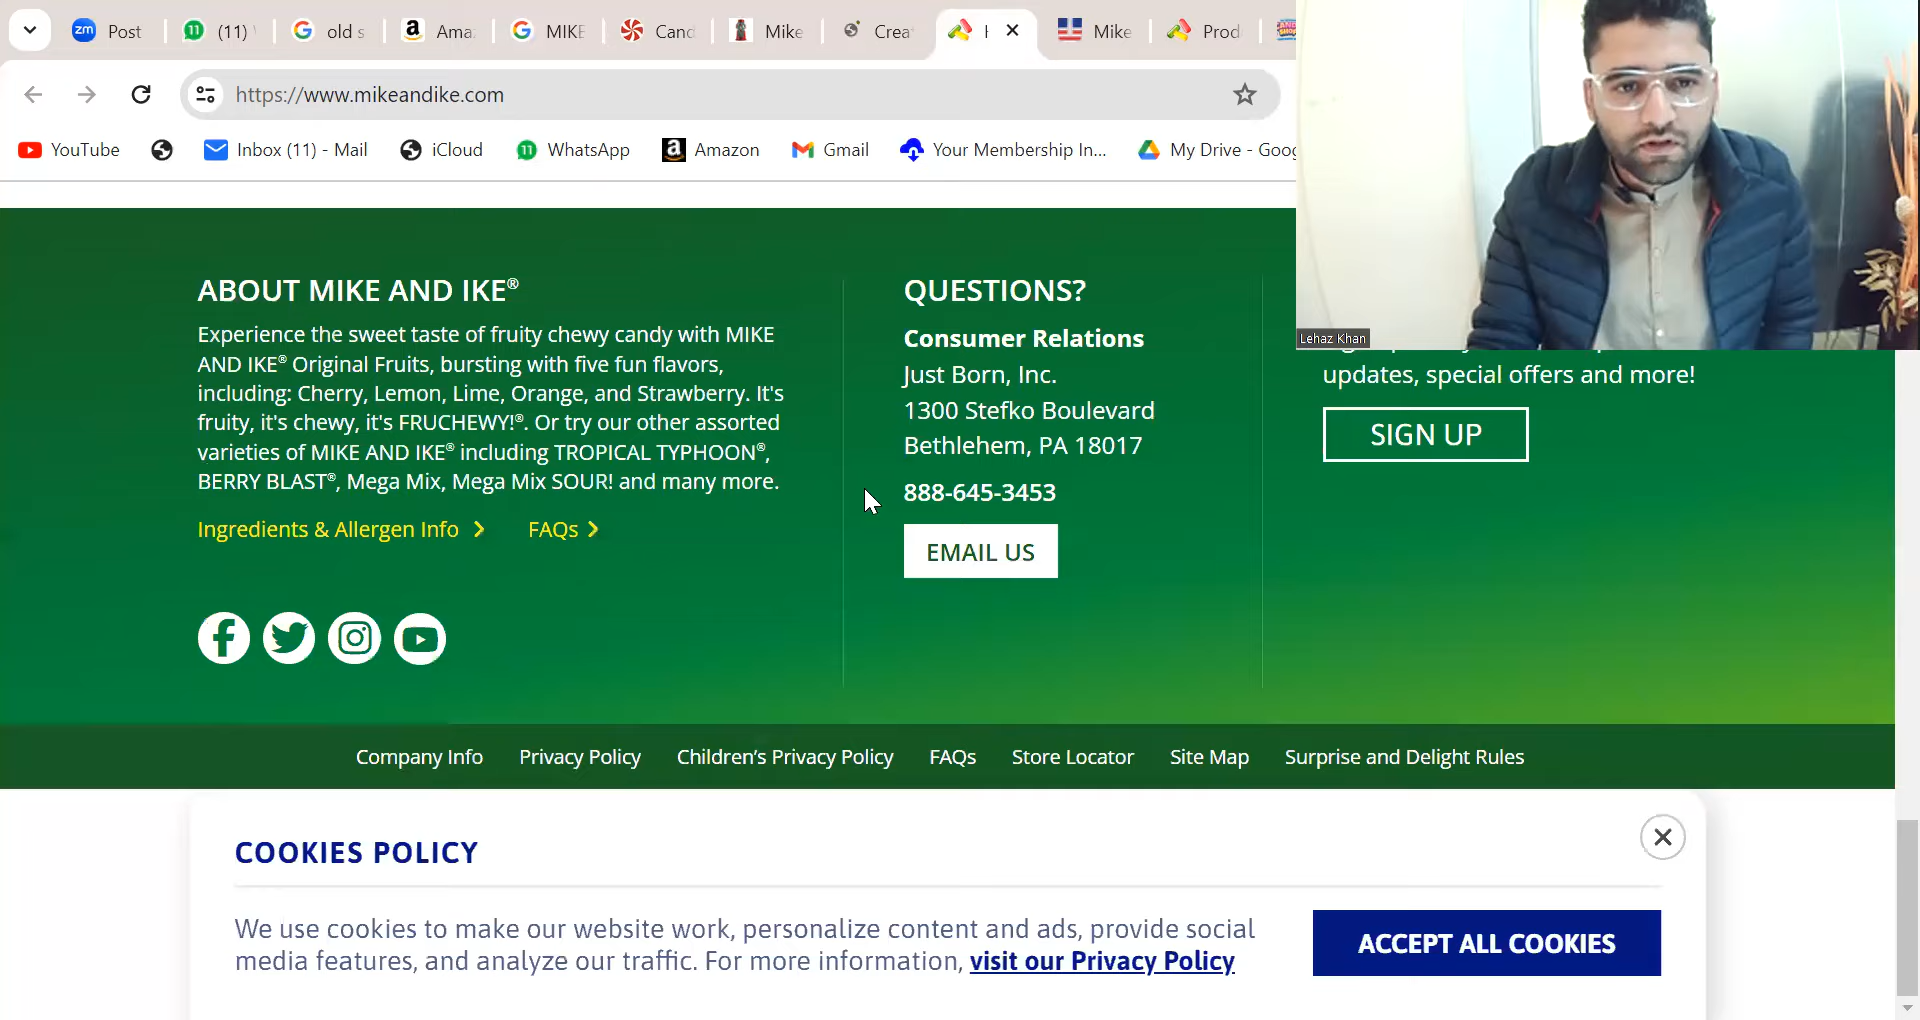 zm Post
11 (11)
old s
a Ama
MIKE
Cand
Mike
Crea
Mike
Prod
https://www.mikeandike.com
YouTube
Inbox (11) - Mail
iCloud
11 WhatsApp
a Amazon
Gmail
Your Membership In...
My Drive - Goog
Lehaz Khan
ABOUT MIKE AND IKE®
Experience the sweet taste of fruity chewy candy with MIKE
AND IKE® Original Fruits, bursting with five fun flavors,
including: Cherry, Lemon, Lime, Orange, and Strawberry. It's
fruity, it's chewy, it's FRUCHEWY!®. Or try our other assorted
varieties of MIKE AND IKE® including TROPICAL TYPHOON®,
BERRY BLAST®, Mega Mix, Mega Mix SOUR! and many more.
Ingredients & Allergen Info
FAQs
QUESTIONS?
Consumer Relations
Just Born, Inc.
1300 Stefko Boulevard
Bethlehem, PA 18017
888-645-3453
EMAIL US
updates, special offers and more!
SIGN UP
Company Info
Privacy Policy
Children's Privacy Policy
FAQs
Store Locator
Site Map
Surprise and Delight Rules
COOKIES POLICY
We use cookies to make our website work, personalize content and ads, provide social
media features, and analyze our traffic. For more information, visit our Privacy Policy
ACCEPT ALL COOKIES